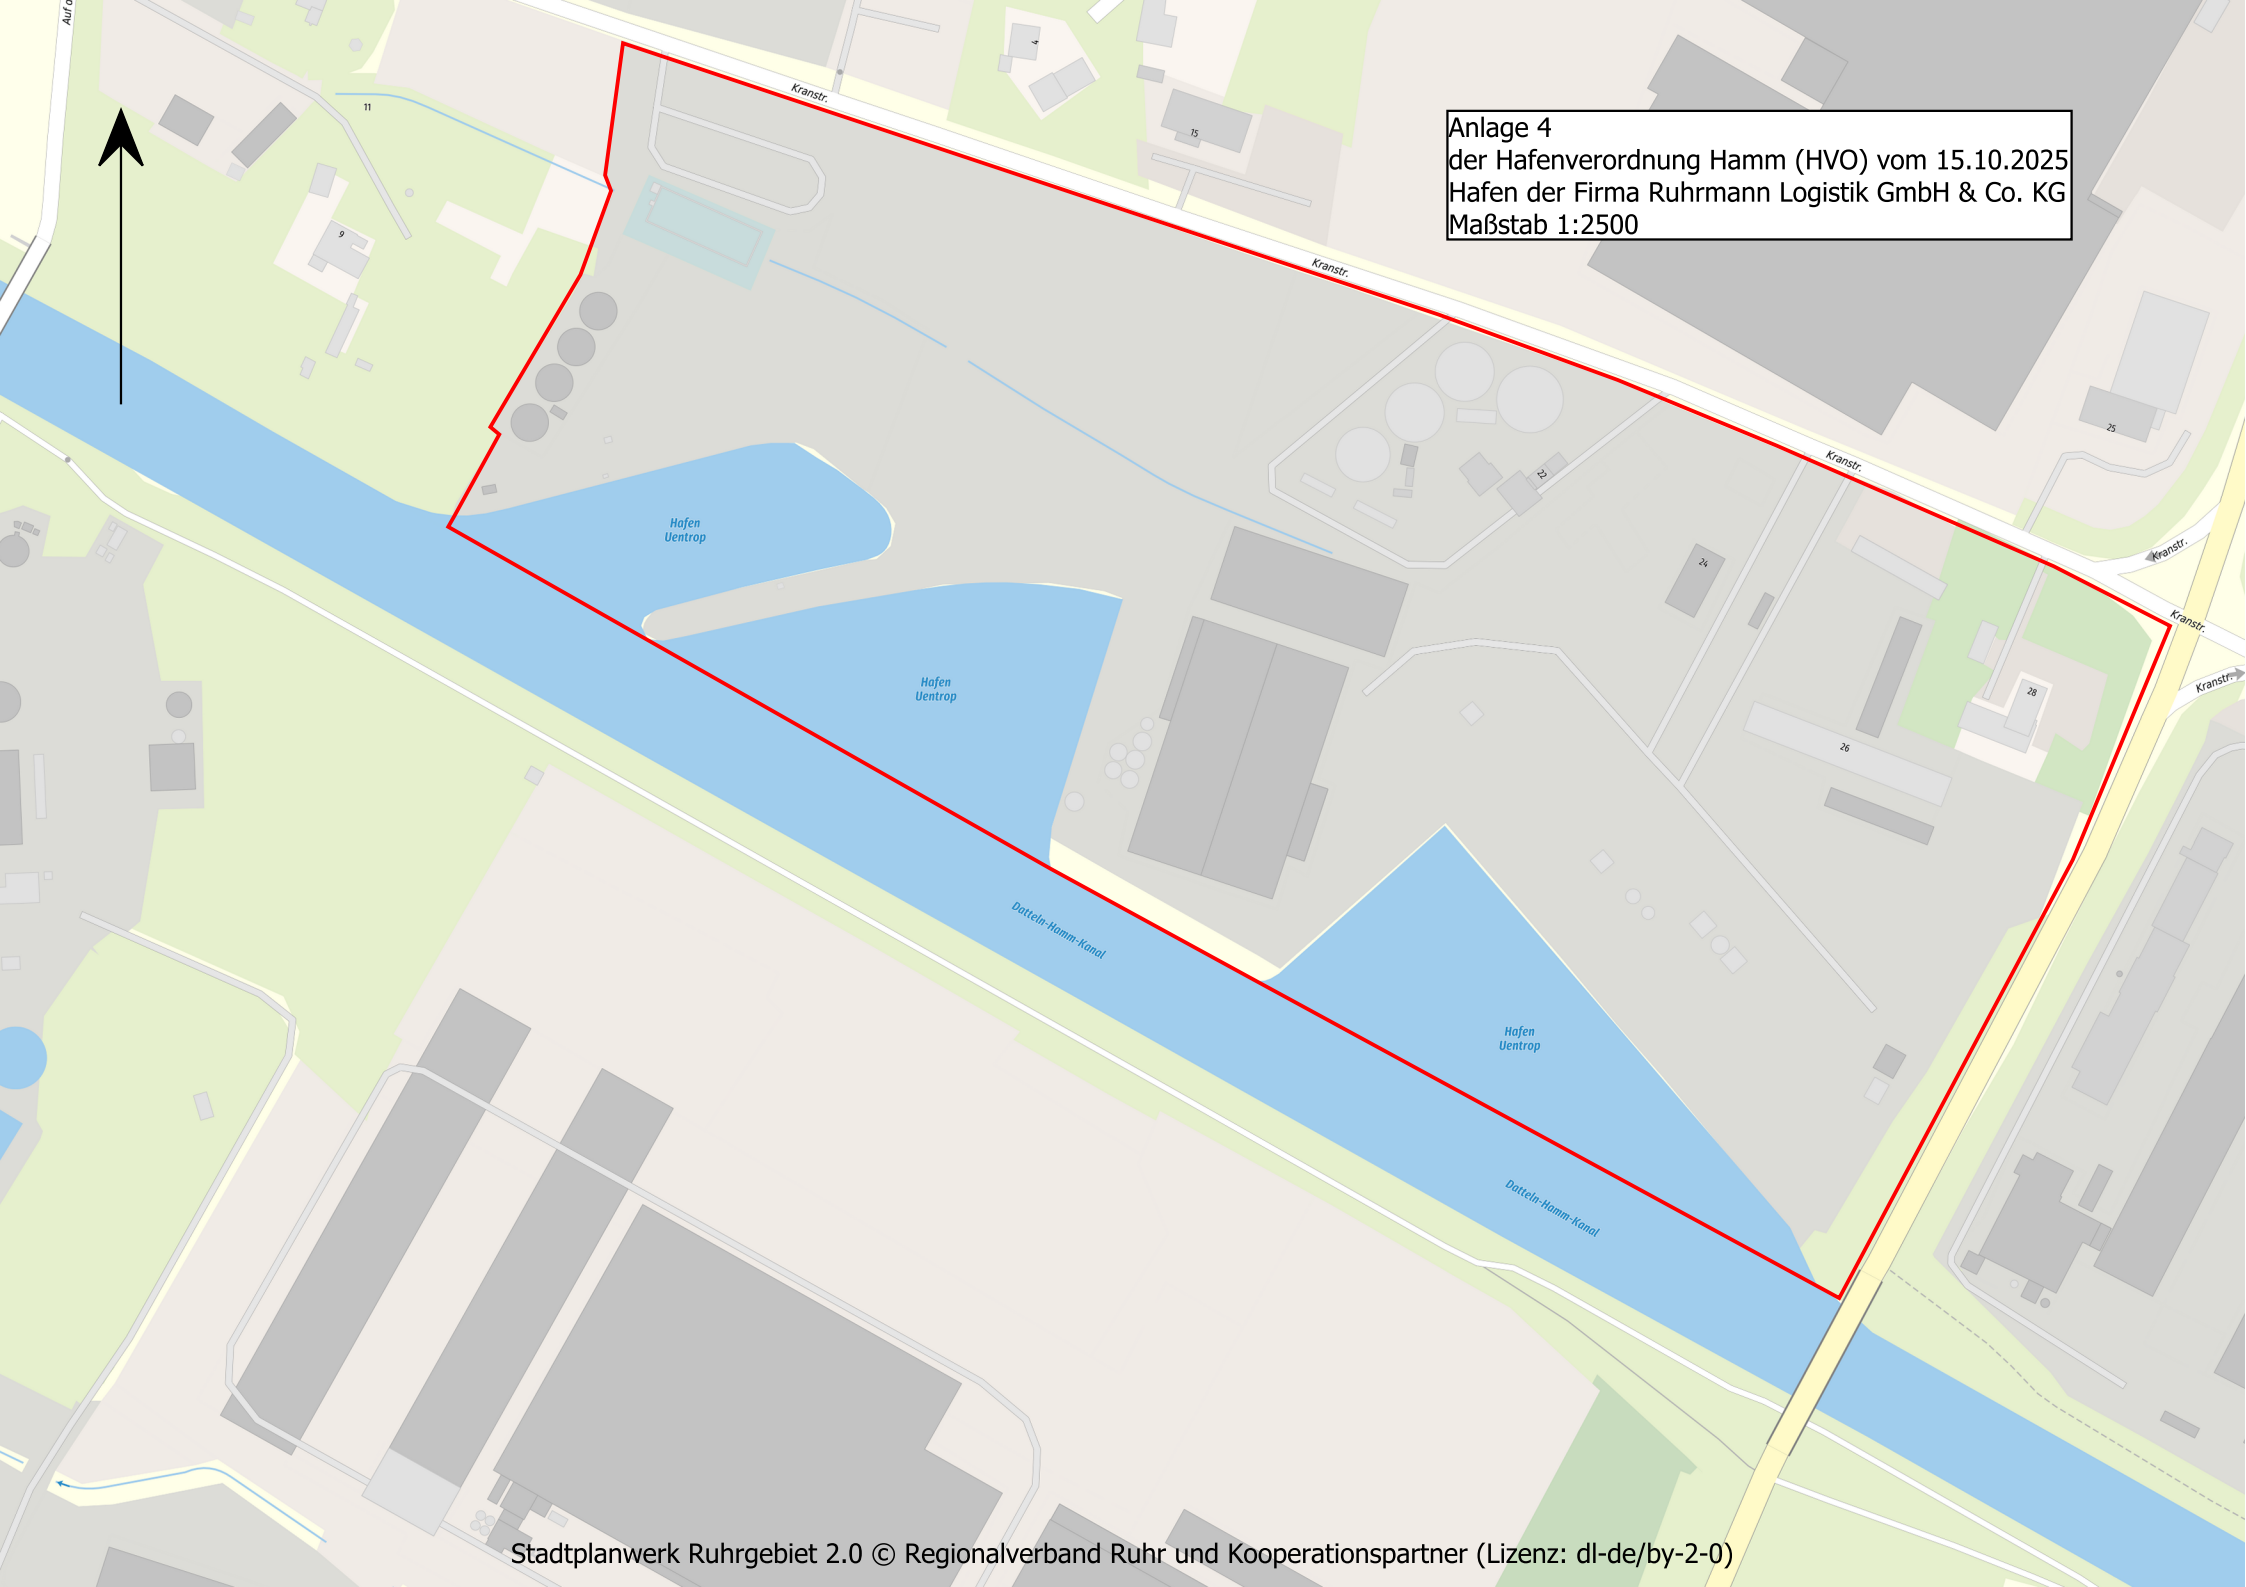 Auf d
Kranstr.
4
15
11
9
Anlage 4
der Hafenverordnung Hamm (HVO) vom 15.10.2025
Hafen der Firma Ruhrmann Logistik GmbH & Co. KG
Maßstab 1:2500
Kranstr.
25
Kranstr.
22
Hafen
Uentrop
24
Kranstr.
Kranstr.
Kranstr.
Hafen
Uentrop
28
26
Datteln-Hamm-Kanal
Hafen
Uentrop
Datteln-Hamm-Kanal
Stadtplanwerk Ruhrgebiet 2.0 © Regionalverband Ruhr und Kooperationspartner (Lizenz: dl-de/by-2-0)